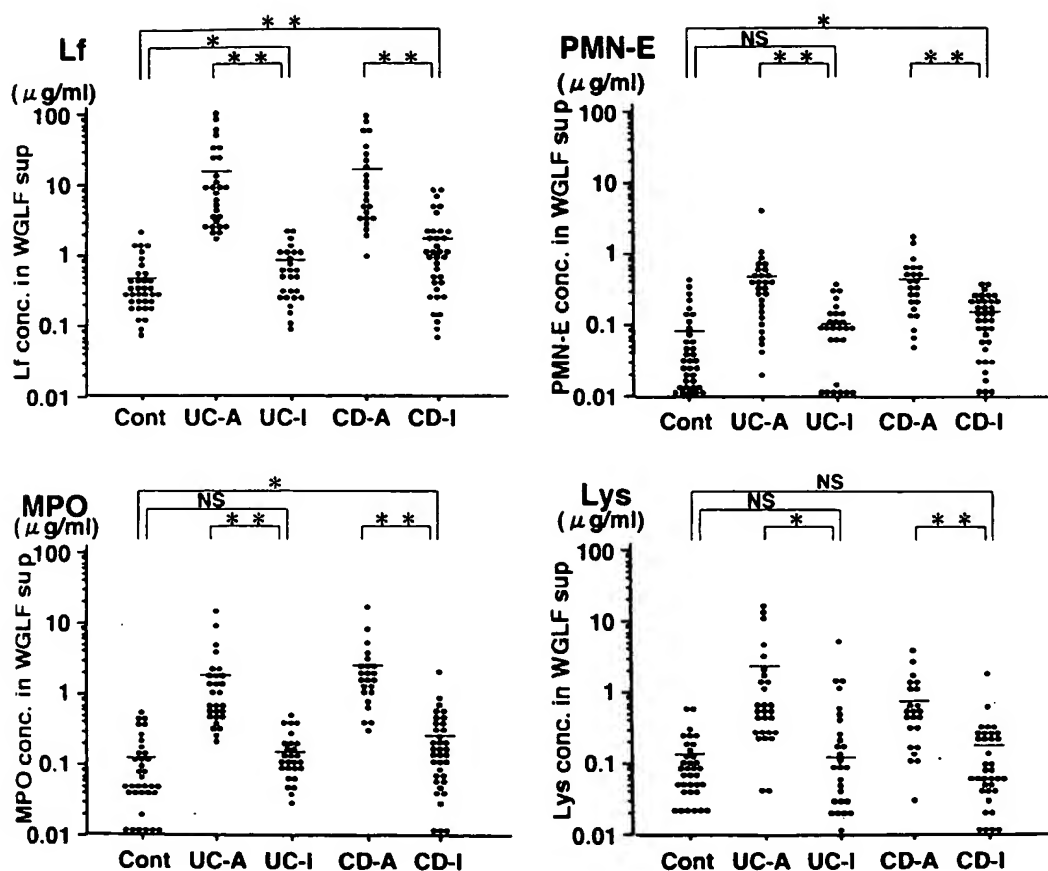 Lf
(μg/ml)
* *
*
* *
* *
Lf conc. in WGLF sup
100
10
1
0.1
0.01
Cont UC-A UC-I CD-A CD-I
PMN-E
(μg/ml)
*
NS
* *
* *
PMN-E conc. in WGLF sup
100
10
1
0.1
0.01
Cont UC-A UC-I CD-A CD-I
MPO
(μg/ml)
*
NS
* *
* *
MPO conc. in WGLF sup
100
10
1
0.1
0.01
Cont UC-A UC-I CD-A CD-I
Lys
(μg/ml)
NS
NS
*
* *
Lys conc. in WGLF sup
100
10
1
0.1
0.01
Cont UC-A UC-I CD-A CD-I